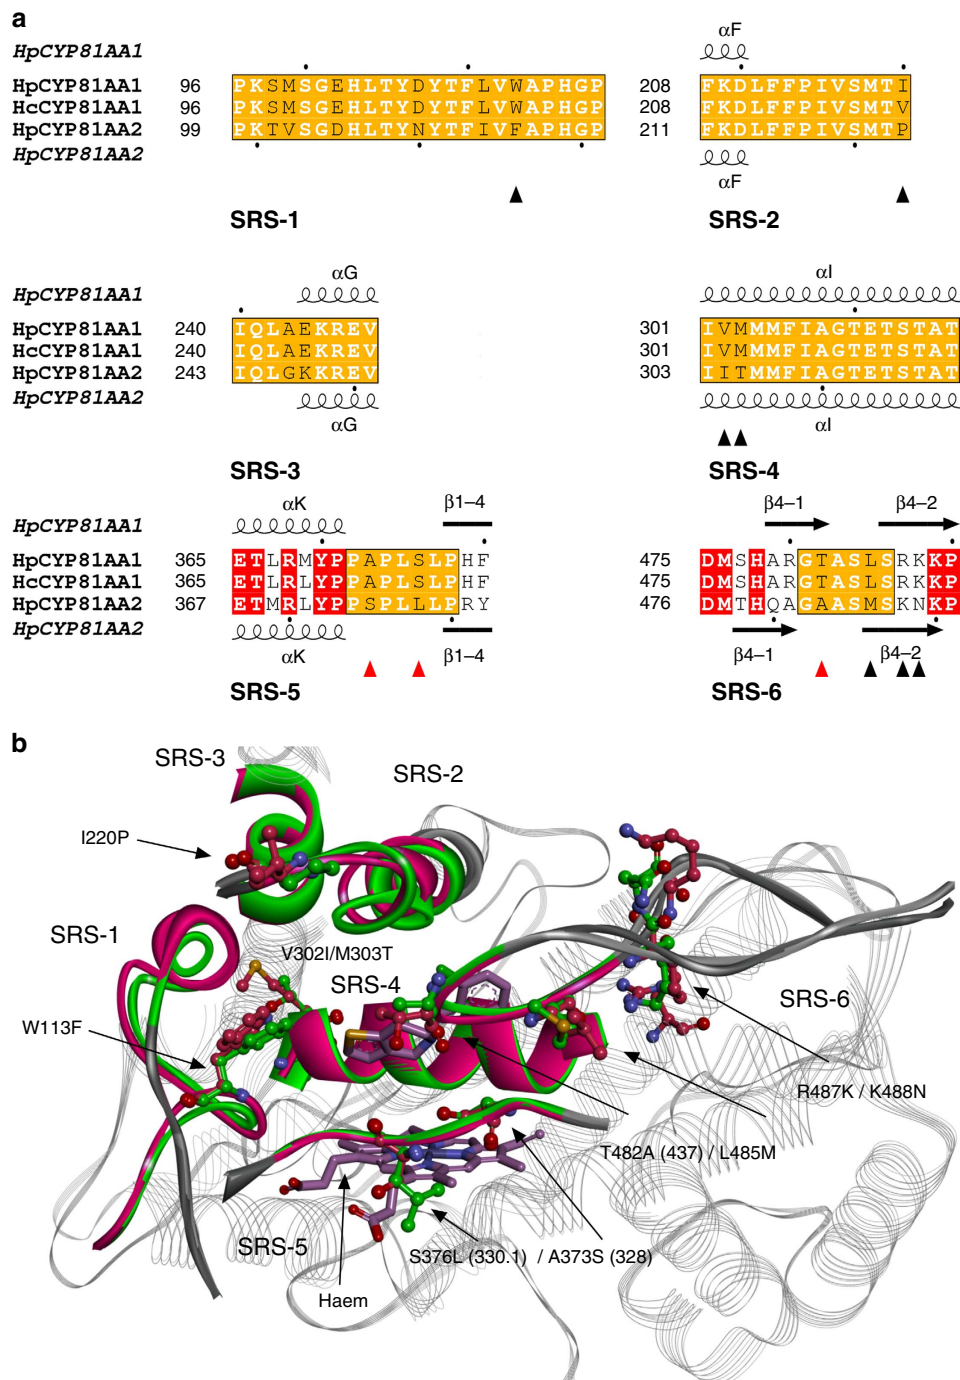 a
αF
HpCYP81AA1
HpCYP81AA1 96 PKSMSGEHLTYDYTFLVWAPHGP 208 FKDLFFPIVSMTI
HcCYP81AA1 96 PKSMSGEHLTYDYTFLVWAPHGP 208 FKDLFFPIVSMTV
HpCYP81AA2 99 PKTVSGDHLTYNYTFIVFAPHGP 211 FKDLFFPIVSMTP
HpCYP81AA2
αF
SRS-1 SRS-2
αG αI
HpCYP81AA1
HpCYP81AA1 240 IQLAEKREV 301 IVMMMFIAGTETSTAT
HcCYP81AA1 240 IQLAEKREV 301 IVMMMFIAGTETSTAT
HpCYP81AA2 243 IQLGKKREV 303 IITMMFIAGTETSTAT
HpCYP81AA2
αG αI
SRS-3 SRS-4
αK β1–4 β4–1 β4–2
HpCYP81AA1
HpCYP81AA1 365 ETLRMYPPAPLSLPHF 475 DMSHARGTASLSRKKP
HcCYP81AA1 365 ETLRLYPPAPLSLPHF 475 DMSHARGTASLSRKKP
HpCYP81AA2 367 ETMRLYPPSPLLLPRY 476 DMTHQAGAASMSKNKP
HpCYP81AA2
αK β1–4 β4–1 β4–2
SRS-5 SRS-6
b
SRS-3
SRS-2
I220P
SRS-1
V302I/M303T
SRS-4
SRS-6
W113F
R487K / K488N
T482A (437) / L485M
SRS-5
S376L (330.1) / A373S (328)
Haem